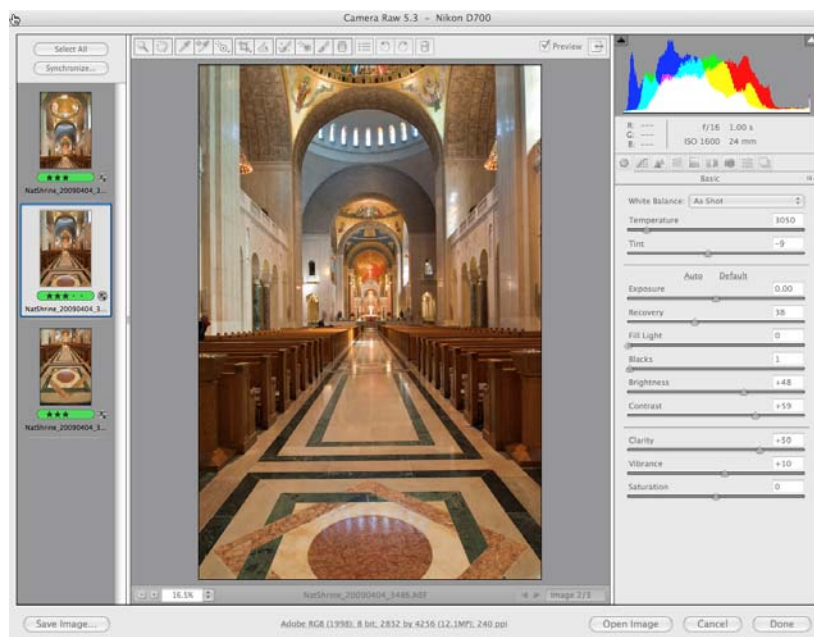 Camera Raw 5.3 – Nikon D700
Select All
Synchronize...
Preview
NatShrine_20090404_3...
NatShrine_20090404_3...
NatShrine_20090404_3...
R: ---
G: ---
B: ---
f/16 1.00 s
ISO 1600 24 mm
Basic
White Balance: As Shot
Temperature 3050
Tint -9
Auto Default
Exposure 0.00
Recovery 38
Fill Light 0
Blacks 1
Brightness +48
Contrast +59
Clarity +50
Vibrance +10
Saturation 0
16.5%
NatShrine_20090404_3486.NEF
Image 2/3
Save Image...
Adobe RGB (1998); 8 bit; 2832 by 4256 (12.1MP); 240 ppi
Open Image
Cancel
Done